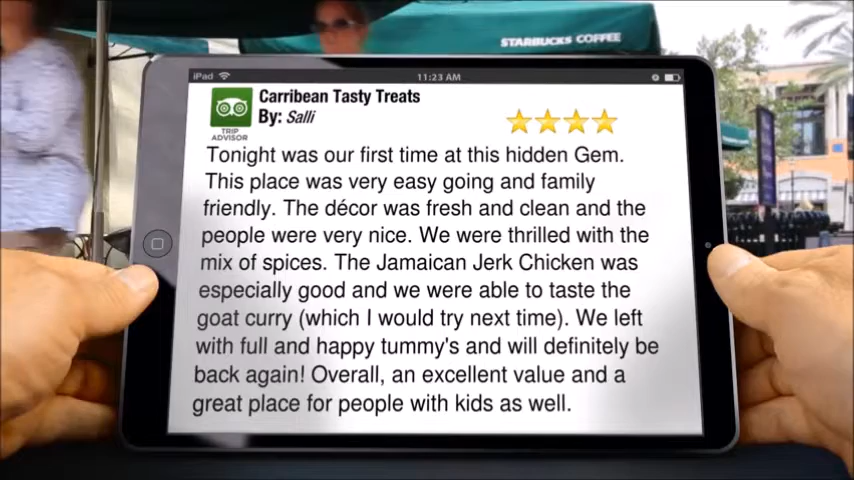 STARBUCKS COFFEE
iPad 11:23 AM
Carribean Tasty Treats
By: Salli
TRIP
ADVISOR
Tonight was our first time at this hidden Gem.
This place was very easy going and family
friendly. The décor was fresh and clean and the
people were very nice. We were thrilled with the
mix of spices. The Jamaican Jerk Chicken was
especially good and we were able to taste the
goat curry (which I would try next time). We left
with full and happy tummy's and will definitely be
back again! Overall, an excellent value and a
great place for people with kids as well.